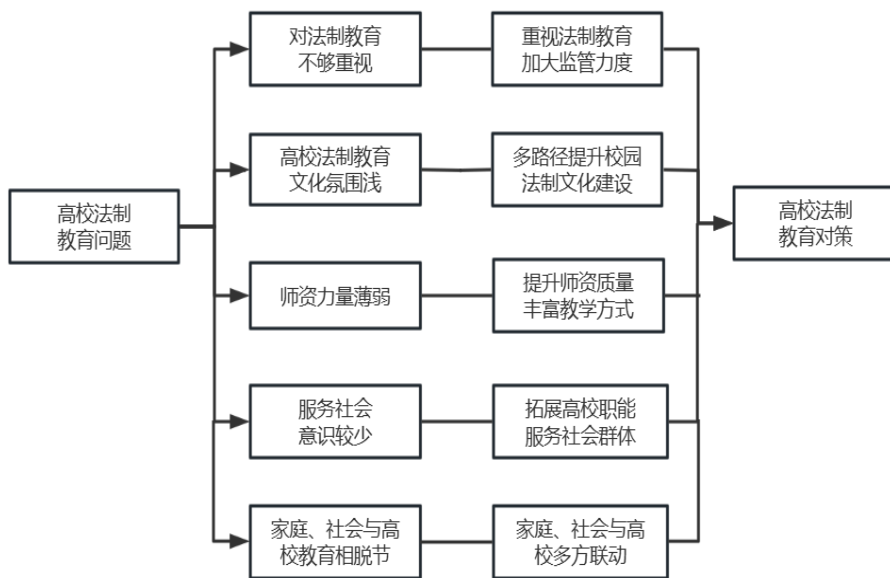 对法制教育
不够重视
重视法制教育
加大监管力度
高校法制教育
文化氛围浅
多路径提升校园
法制文化建设
高校法制
教育问题
高校法制
教育对策
师资力量薄弱
提升师资质量
丰富教学方式
服务社会
意识较少
拓展高校职能
服务社会群体
家庭、社会与高
校教育相脱节
家庭、社会与高
校多方联动